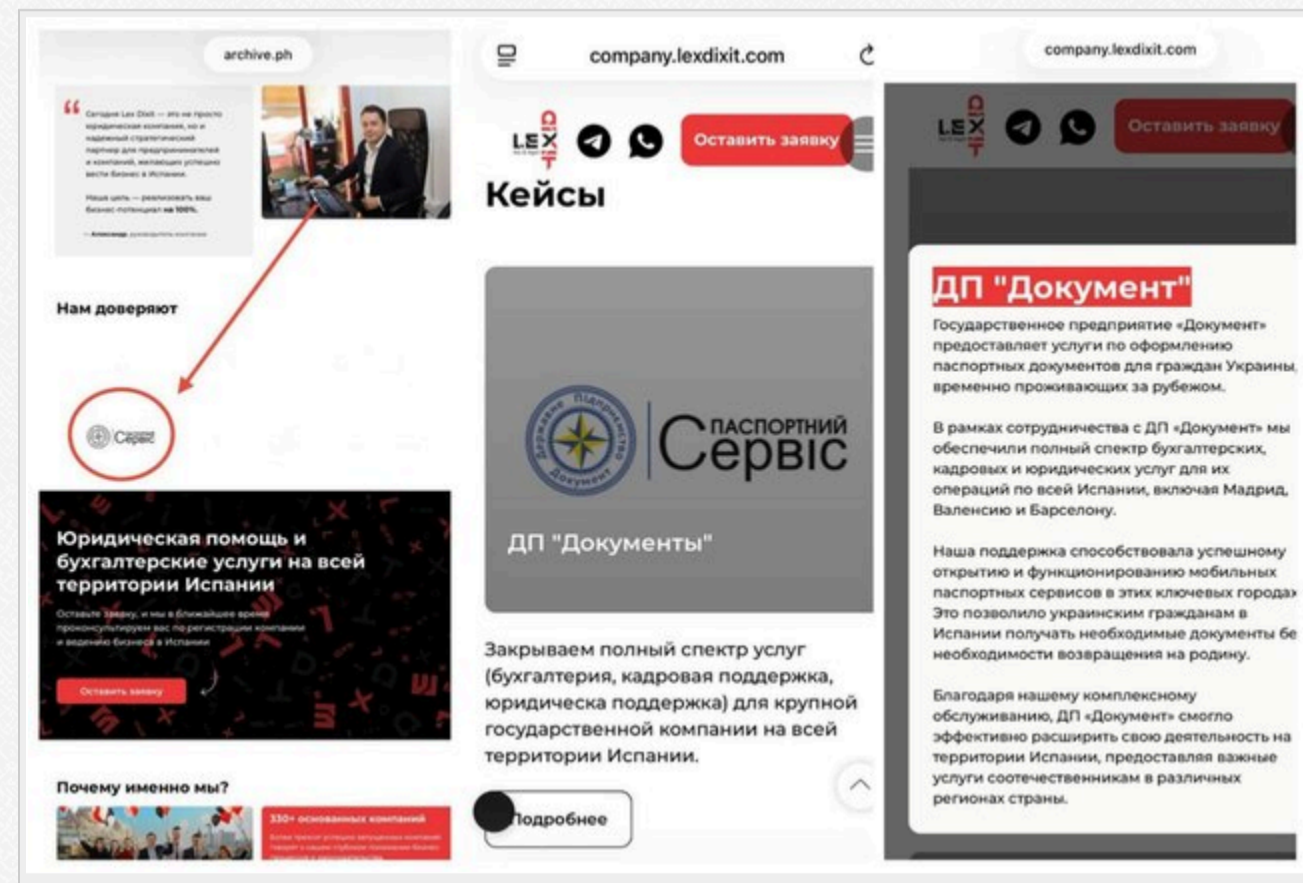 archive.ph
Сегодня Lex Dixit — это не просто
юридическая компания, но и
надежный стратегический
партнер для предпринимателей
и компаний, желающих успешно
вести бизнес в Испании.
Наша цель — реализовать ваш
бизнес-потенциал на 100%.
— Александр, руководитель компании
Нам доверяют
Сервіс
Юридическая помощь и
бухгалтерские услуги на всей
территории Испании
Оставьте заявку, и мы в ближайшее время
проконсультируем вас по регистрации компании
и ведению бизнеса в Испании
Оставить заявку
Почему именно мы?
330+ основанных компаний
company.lexdixit.com
LEX
DIXIT
Оставить заявку
Кейсы
Державне Підприємство
Документ
ПАСПОРТНИЙ
Сервіс
ДП "Документы"
Закрываем полный спектр услуг
(бухгалтерия, кадровая поддержка,
юридическа поддержка) для крупной
государственной компании на всей
территории Испании.
Подробнее
company.lexdixit.com
LEX
DIXIT
Оставить заявку
ДП "Документ"
Государственное предприятие «Документ»
предоставляет услуги по оформлению
паспортных документов для граждан Украины,
временно проживающих за рубежом.
В рамках сотрудничества с ДП «Документ» мы
обеспечили полный спектр бухгалтерских,
кадровых и юридических услуг для их
операций по всей Испании, включая Мадрид,
Валенсию и Барселону.
Наша поддержка способствовала успешному
открытию и функционированию мобильных
паспортных сервисов в этих ключевых городах
Это позволило украинским гражданам в
Испании получать необходимые документы бе
необходимости возвращения на родину.
Благодаря нашему комплексному
обслуживанию, ДП «Документ» смогло
эффективно расширить свою деятельность на
территории Испании, предоставляя важные
услуги соотечественникам в различных
регионах страны.